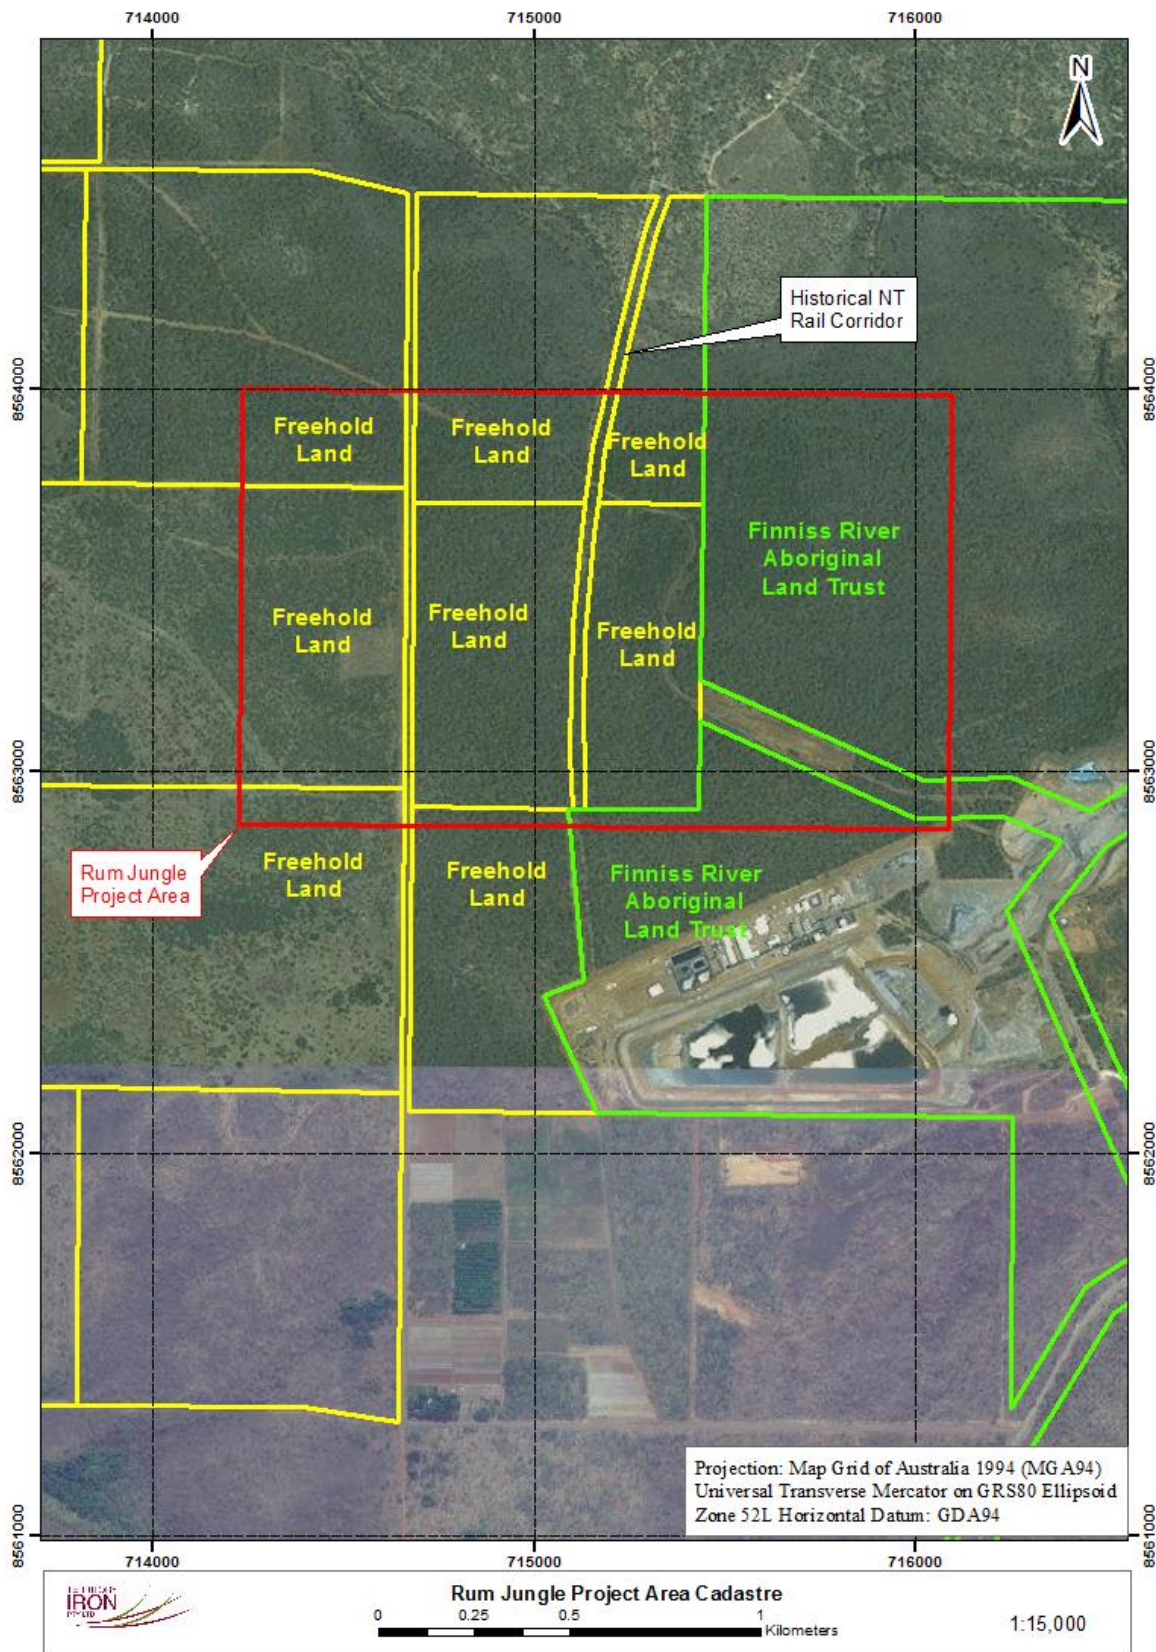 714000
715000
716000
N
Historical NT
Rail Corridor
8564000
8564000
Freehold
Land
Freehold
Land
Freehold
Land
Finniss River
Aboriginal
Land Trust
Freehold
Land
Freehold
Land
Freehold
Land
8563000
8563000
Rum Jungle
Project Area
Freehold
Land
Freehold
Land
Finniss River
Aboriginal
Land Trust
8562000
8562000
Projection: Map Grid of Australia 1994 (MGA94)
Universal Transverse Mercator on GRS80 Ellipsoid
Zone 52L Horizontal Datum: GDA94
8561000
8561000
714000
715000
716000
IRON
PTY LTD
Rum Jungle Project Area Cadastre
0 0.25 0.5 1
Kilometers
1:15,000